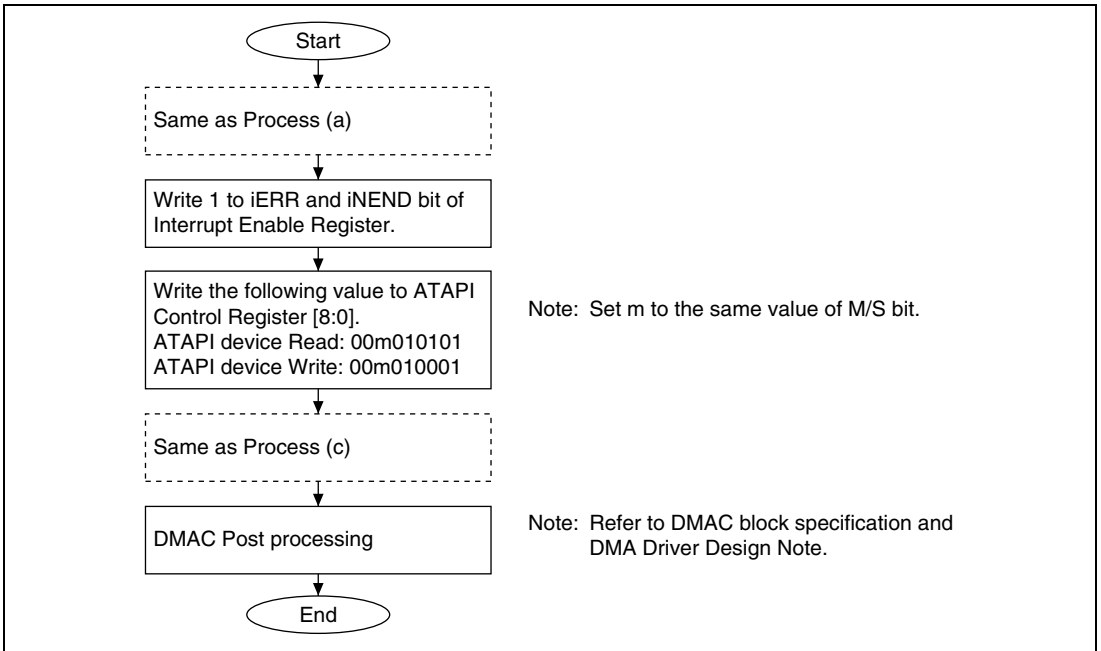 Start
Same as Process (a)
Write 1 to iERR and iNEND bit of
Interrupt Enable Register.
Write the following value to ATAPI
Control Register [8:0].
ATAPI device Read: 00m010101
ATAPI device Write: 00m010001
Note: Set m to the same value of M/S bit.
Same as Process (c)
DMAC Post processing
Note: Refer to DMAC block specification and
DMA Driver Design Note.
End